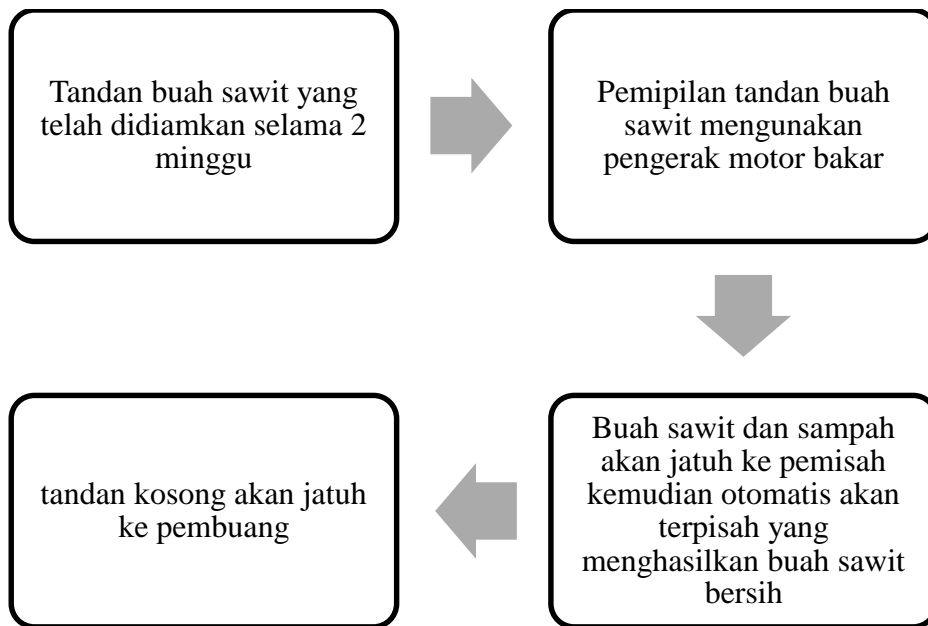 Tandan buah sawit yang
telah didiamkan selama 2
minggu
Pemipilan tandan buah
sawit mengunakan
pengerak motor bakar
Buah sawit dan sampah
akan jatuh ke pemisah
kemudian otomatis akan
terpisah yang
menghasilkan buah sawit
bersih
tandan kosong akan jatuh
ke pembuang